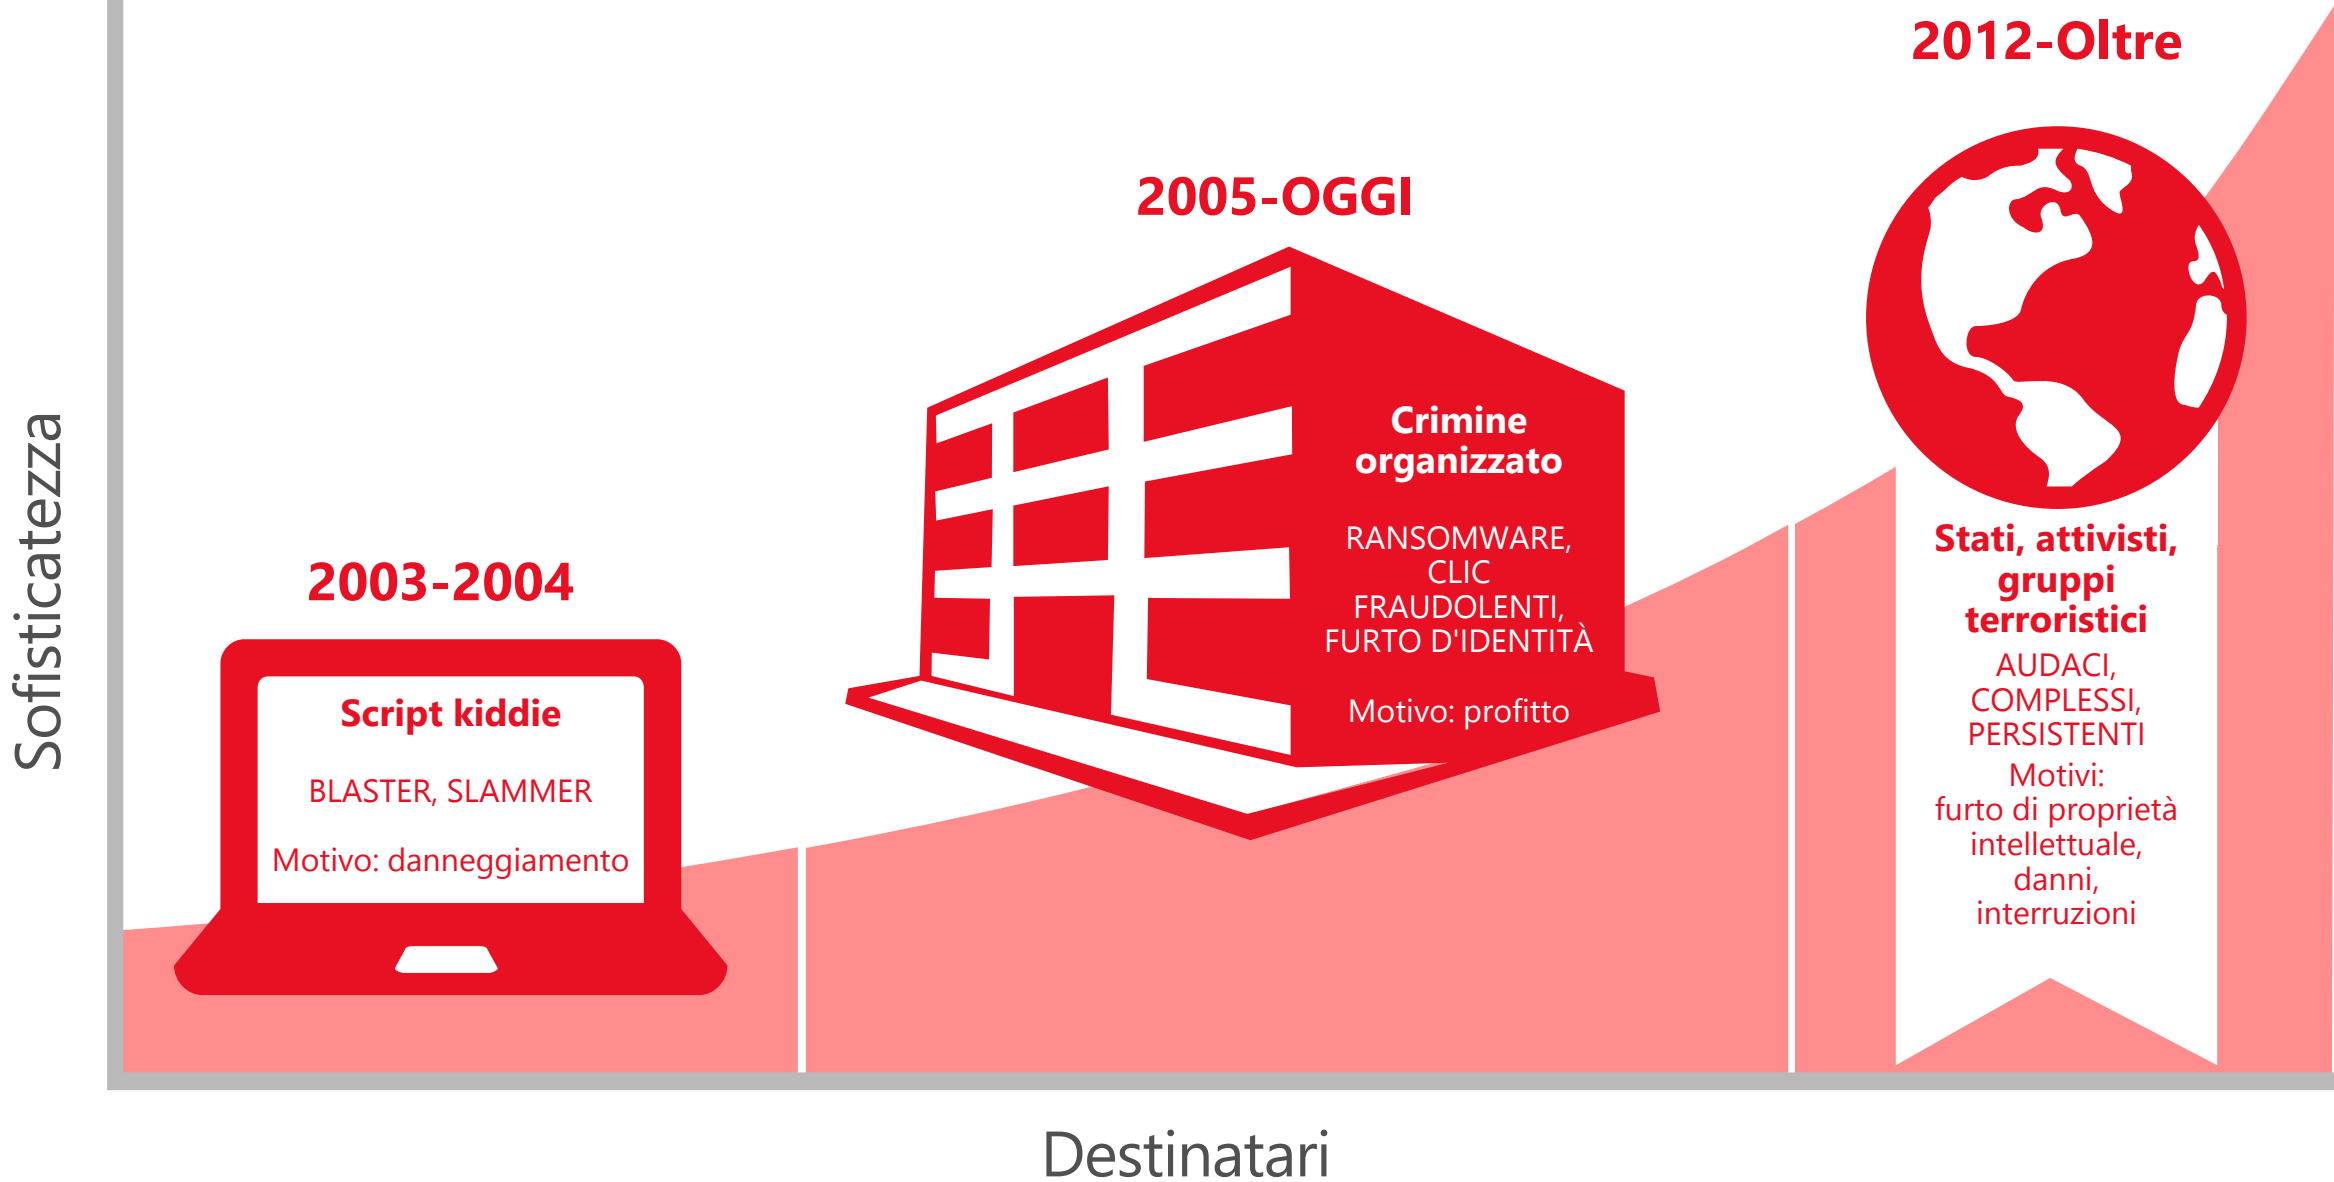 Sofisticatezza
2003-2004
Script kiddie
BLASTER, SLAMMER
Motivo: danneggiamento
2005-OGGI
Crimine
organizzato
RANSOMWARE,
CLIC
FRAUDOLENTI,
FURTO D'IDENTITÀ
Motivo: profitto
2012-Oltre
Stati, attivisti,
gruppi
terroristici
AUDACI,
COMPLESSI,
PERSISTENTI
Motivi:
furto di proprietà
intellettuale,
danni,
interruzioni
Destinatari